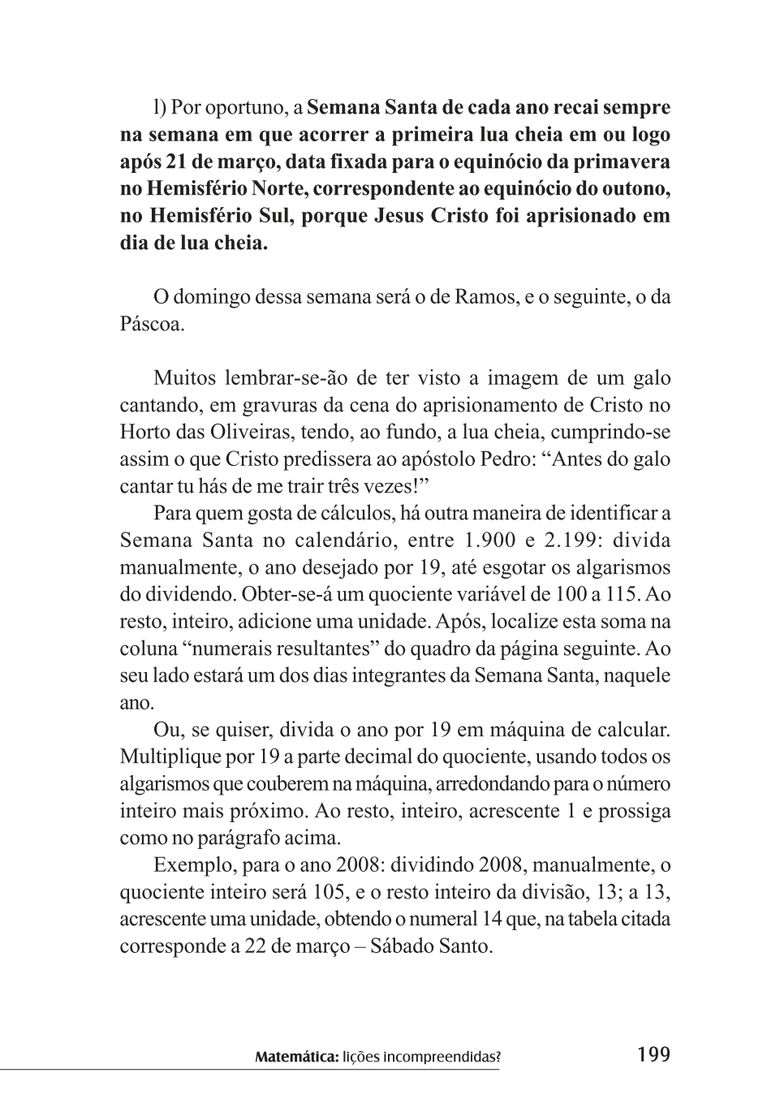 l) Por oportuno, a Semana Santa de cada ano recai sempre
na semana em que acorrer a primeira lua cheia em ou logo
após 21 de março, data fixada para o equinócio da primavera
no Hemisfério Norte, correspondente ao equinócio do outono,
no Hemisfério Sul, porque Jesus Cristo foi aprisionado em
dia de lua cheia.
O domingo dessa semana será o de Ramos, e o seguinte, o da
Páscoa.
Muitos lembrar-se-ão de ter visto a imagem de um galo
cantando, em gravuras da cena do aprisionamento de Cristo no
Horto das Oliveiras, tendo, ao fundo, a lua cheia, cumprindo-se
assim o que Cristo predissera ao apóstolo Pedro: “Antes do galo
cantar tu hás de me trair três vezes!”
Para quem gosta de cálculos, há outra maneira de identificar a
Semana Santa no calendário, entre 1.900 e 2.199: divida
manualmente, o ano desejado por 19, até esgotar os algarismos
do dividendo. Obter-se-á um quociente variável de 100 a 115. Ao
resto, inteiro, adicione uma unidade. Após, localize esta soma na
coluna “numerais resultantes” do quadro da página seguinte. Ao
seu lado estará um dos dias integrantes da Semana Santa, naquele
ano.
Ou, se quiser, divida o ano por 19 em máquina de calcular.
Multiplique por 19 a parte decimal do quociente, usando todos os
algarismos que couberem na máquina, arredondando para o número
inteiro mais próximo. Ao resto, inteiro, acrescente 1 e prossiga
como no parágrafo acima.
Exemplo, para o ano 2008: dividindo 2008, manualmente, o
quociente inteiro será 105, e o resto inteiro da divisão, 13; a 13,
acrescente uma unidade, obtendo o numeral 14 que, na tabela citada
corresponde a 22 de março – Sábado Santo.
Matemática: lições incompreendidas? 199